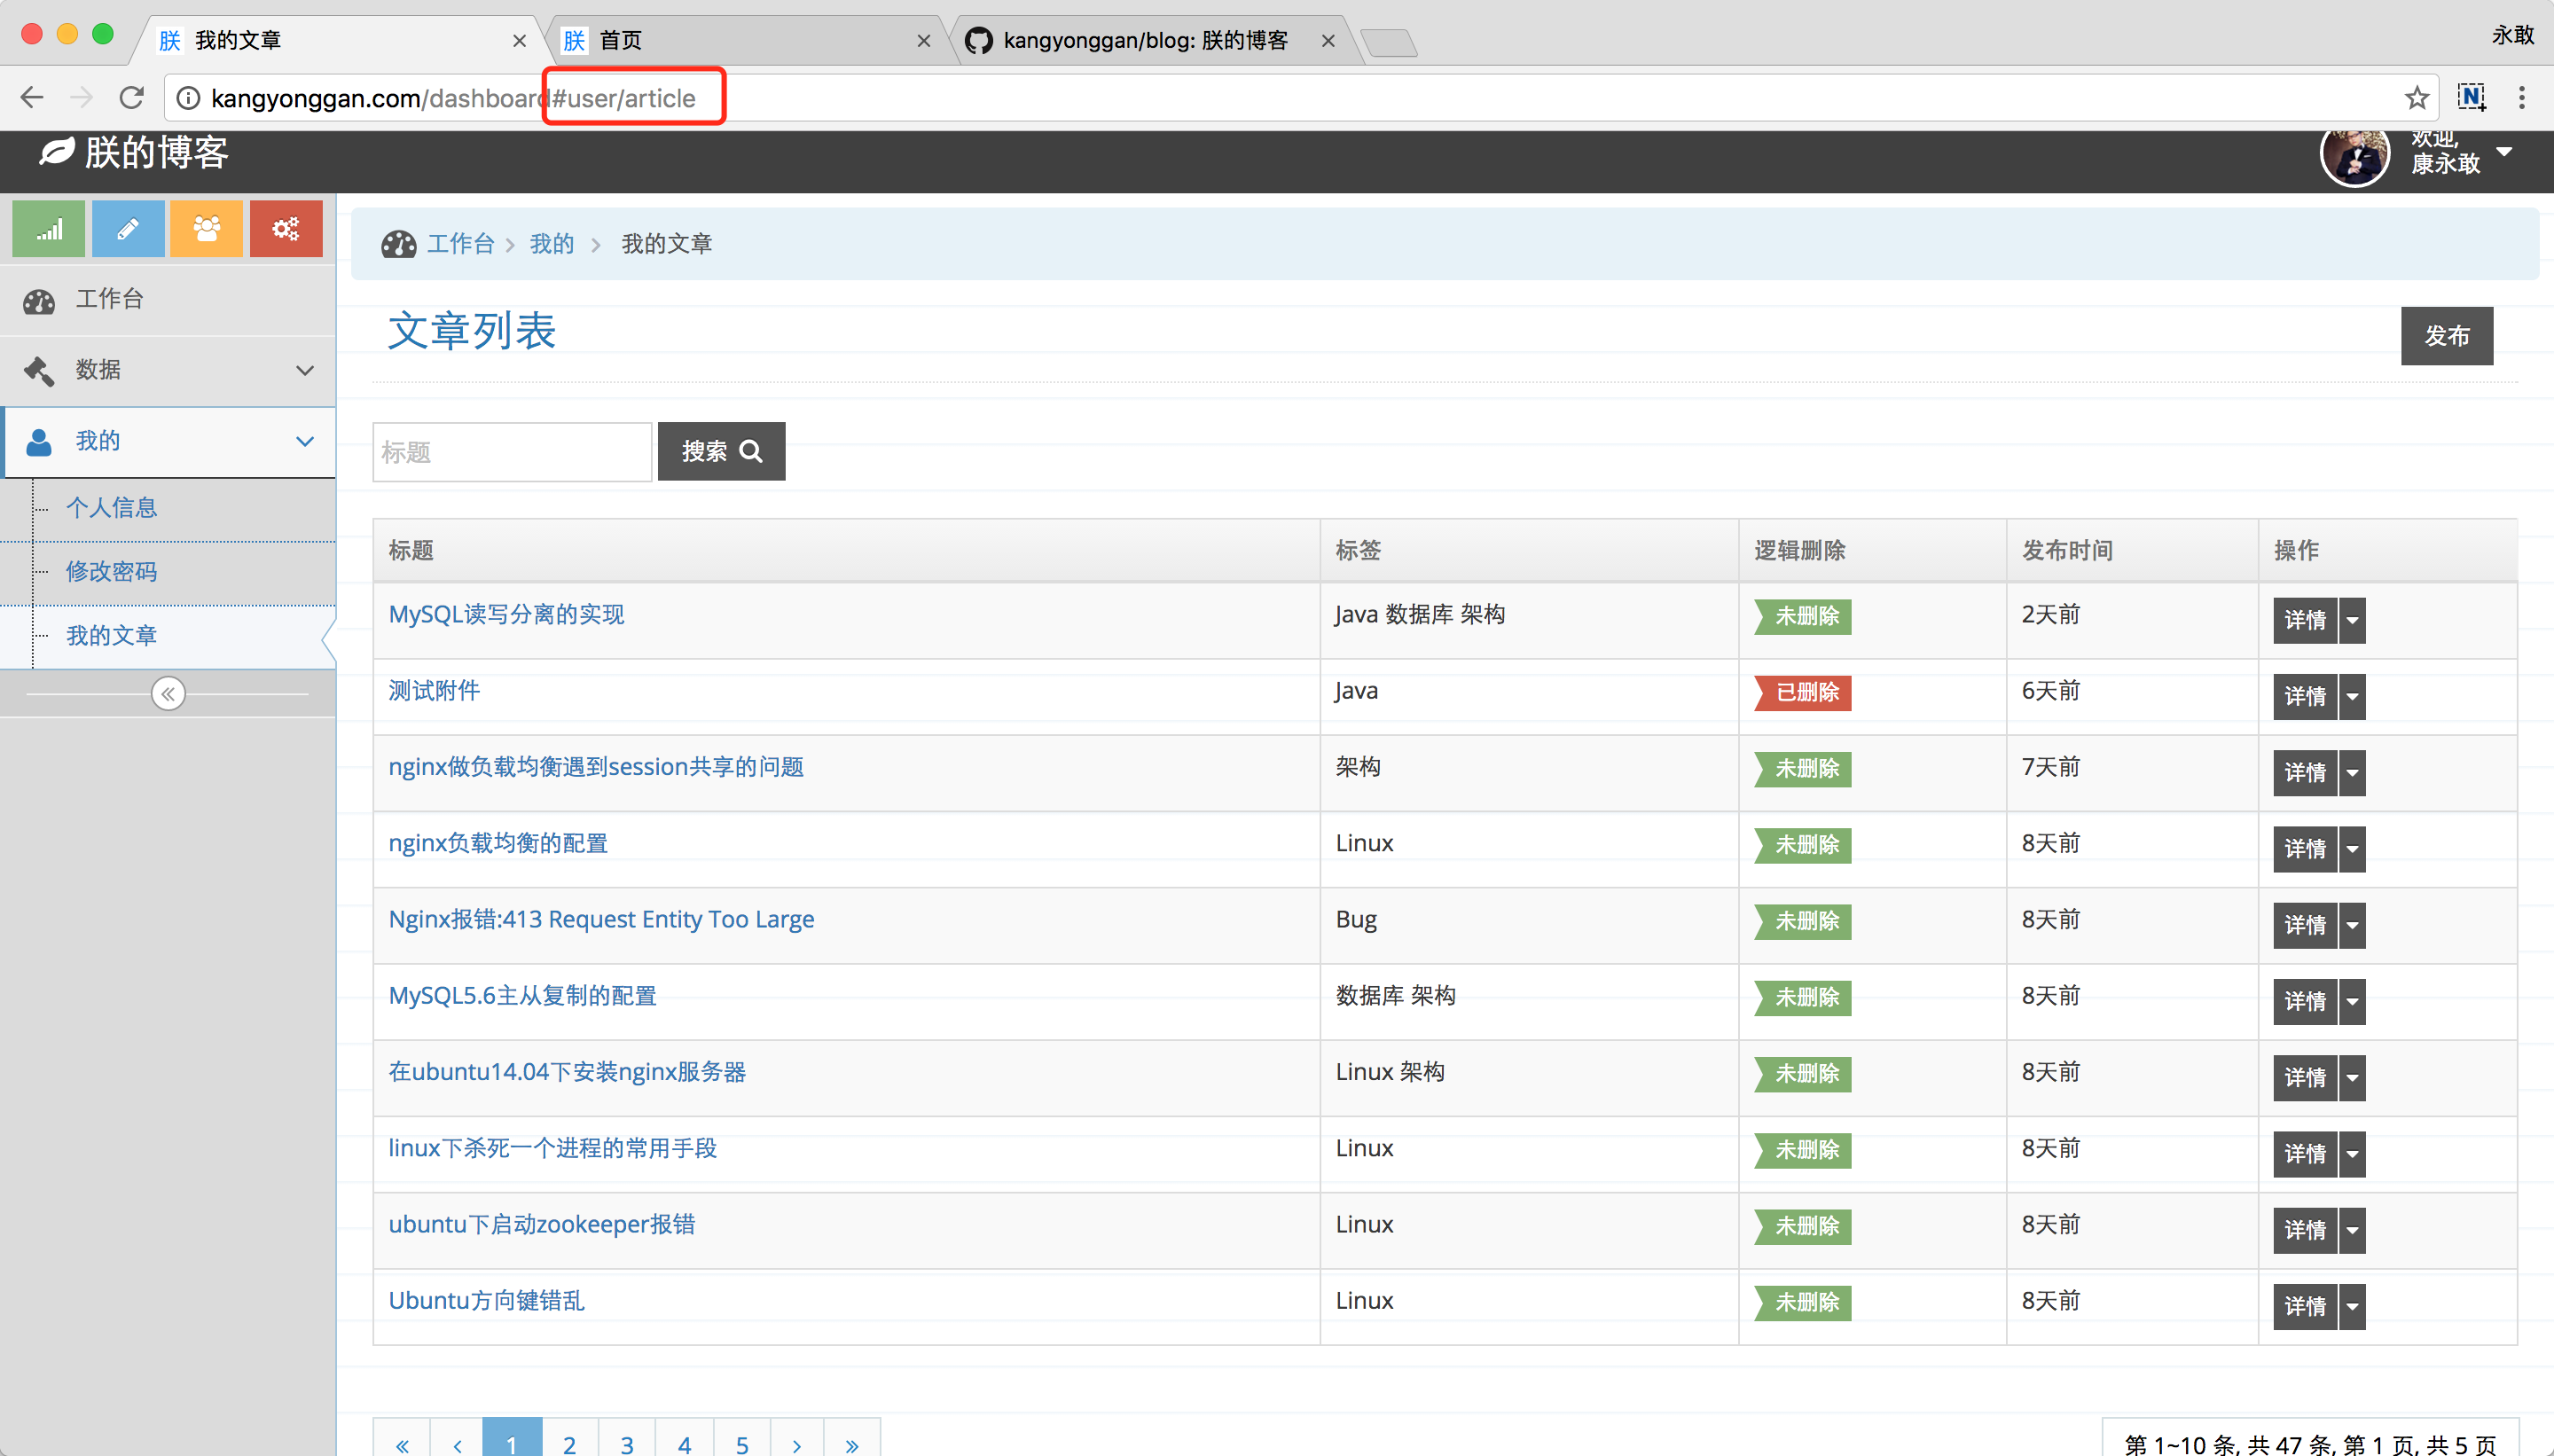 朕 我的文章
朕 首页
kangyonggan/blog: 朕的博客
永敢
kangyonggan.com/dashboard#user/article
N
朕的博客
欢迎,
康永敢
工作台
数据
我的
个人信息
修改密码
我的文章
工作台 我的 我的文章
文章列表
发布
标题
搜索
标题 标签 逻辑删除 发布时间 操作
MySQL读写分离的实现 Java 数据库 架构 未删除 2天前 详情
测试附件 Java 已删除 6天前 详情
nginx做负载均衡遇到session共享的问题 架构 未删除 7天前 详情
nginx负载均衡的配置 Linux 未删除 8天前 详情
Nginx报错:413 Request Entity Too Large Bug 未删除 8天前 详情
MySQL5.6主从复制的配置 数据库 架构 未删除 8天前 详情
在ubuntu14.04下安装nginx服务器 Linux 架构 未删除 8天前 详情
linux下杀死一个进程的常用手段 Linux 未删除 8天前 详情
ubuntu下启动zookeeper报错 Linux 未删除 8天前 详情
Ubuntu方向键错乱 Linux 未删除 8天前 详情
« ‹ 1 2 3 4 5 › »
第 1~10 条, 共 47 条, 第 1 页, 共 5 页